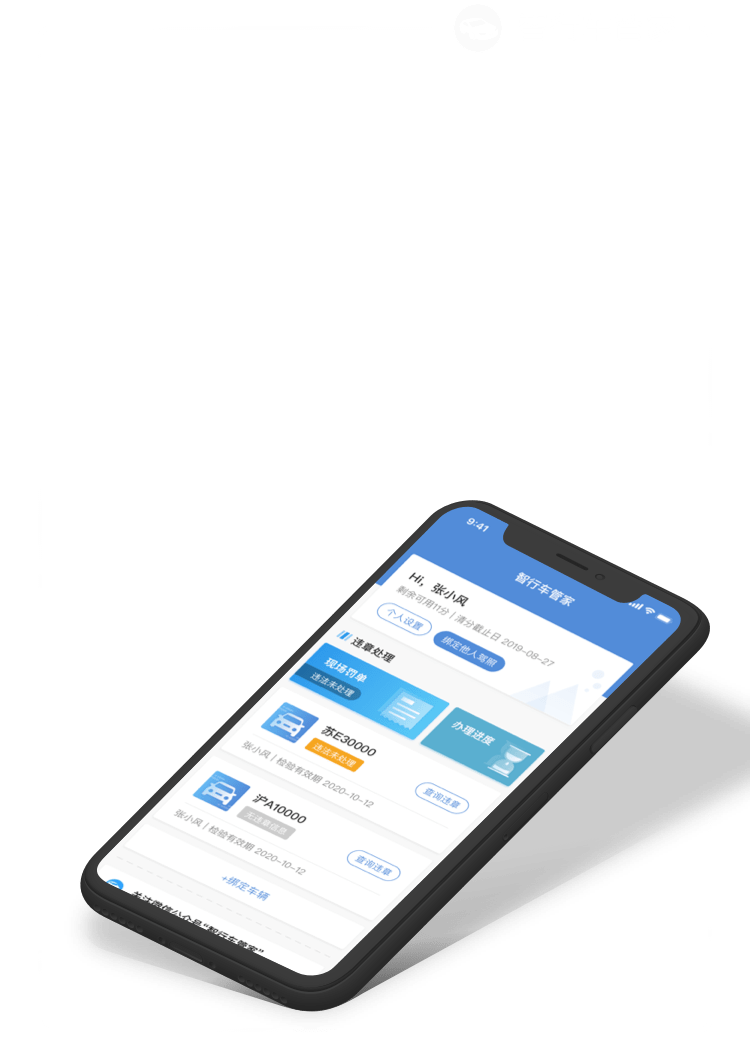 9:41
智行车管家
Hi，张小风
剩余可用11分 | 清分截止日 2019-08-27
个人设置
绑定他人驾照
违章处理
现场罚单
违法未处理
办理进度
苏E30000
违法未处理
张小风 | 检验有效期 2020-10-12
查询违章
沪A10000
无违章信息
张小风 | 检验有效期 2020-10-12
查询违章
+绑定车辆
关注微信公众号“智行车管家”